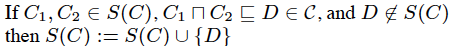 If C₁, C₂ ∈ S(C), C₁ ⊓ C₂ ⊑ D ∈ 𝒞, and D ∉ S(C)
then S(C) := S(C) ∪ {D}